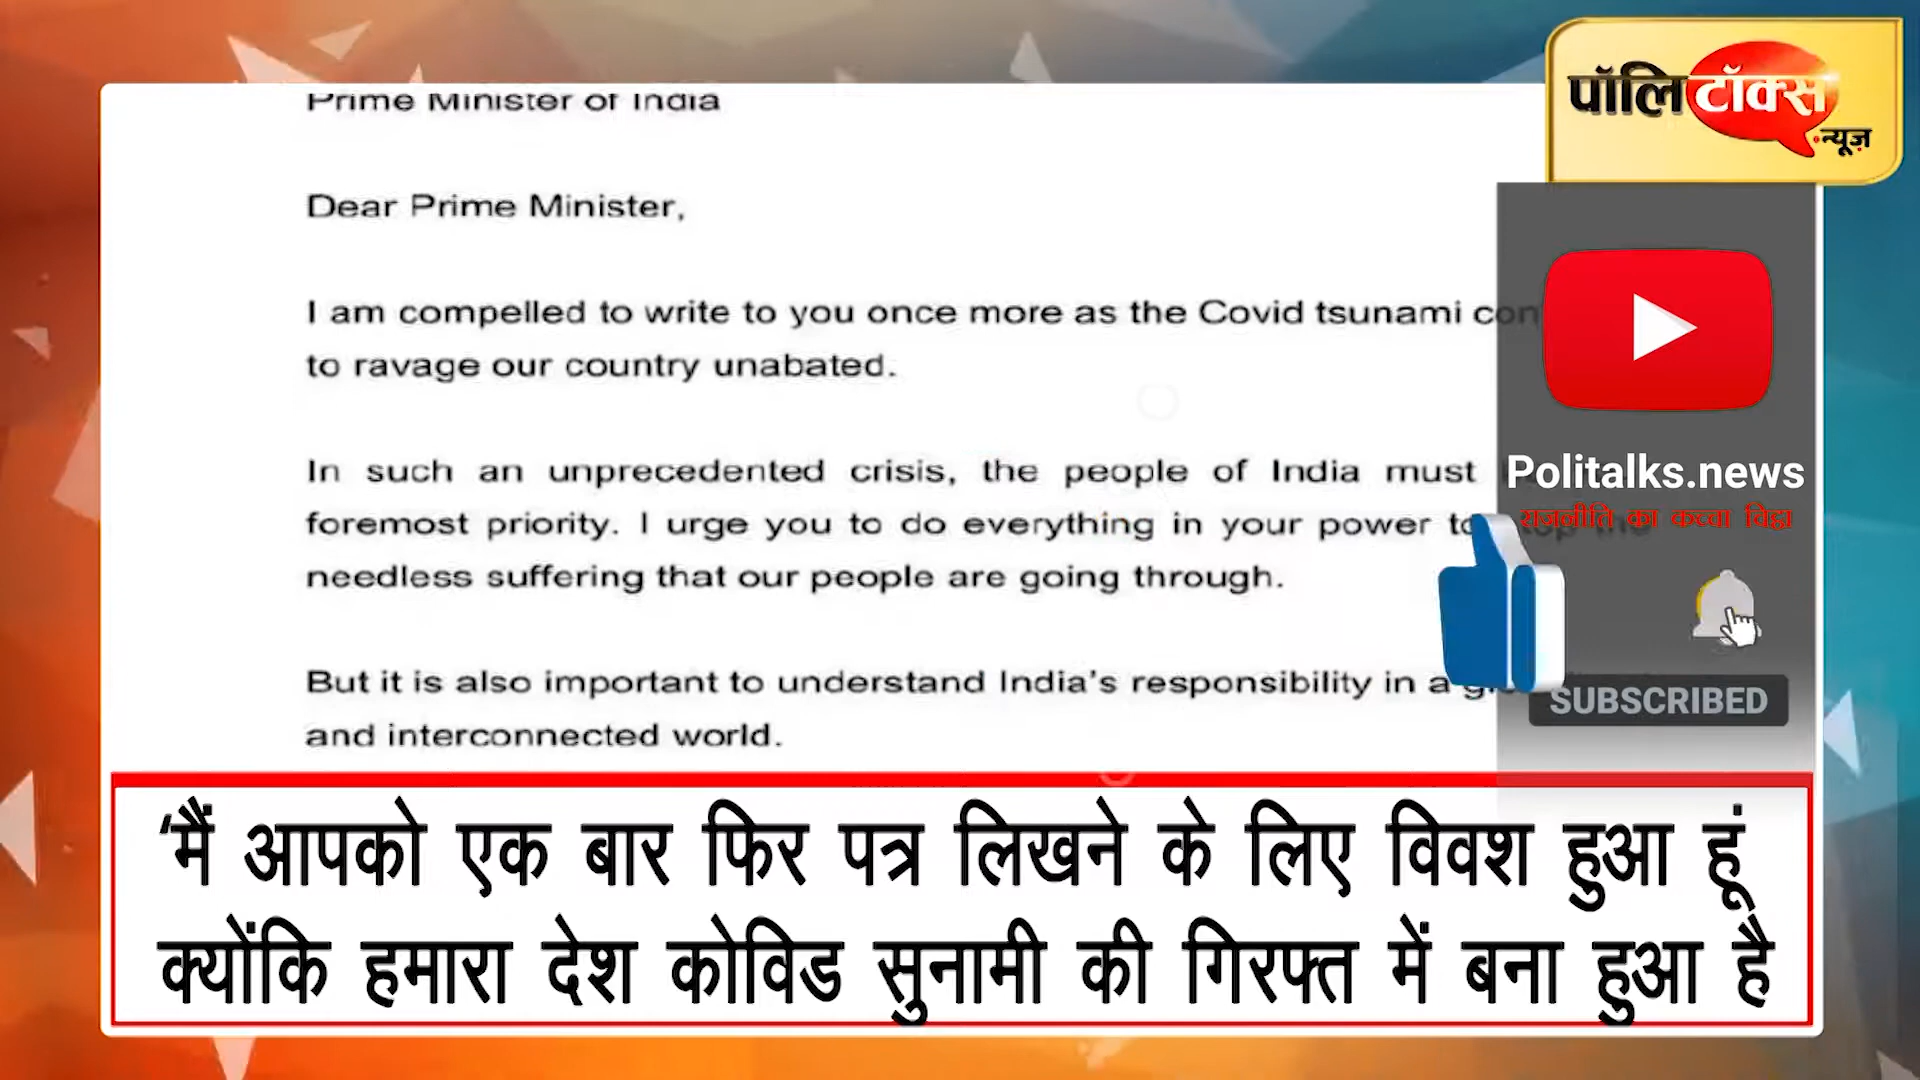 पॉलिटॉक्स
.न्यूज़
Prime Minister of India
Dear Prime Minister,
I am compelled to write to you once more as the Covid tsunami
to ravage our country unabated.
In such an unprecedented crisis, the people of India must
foremost priority. I urge you to do everything in your power to
needless suffering that our people are going through.
But it is also important to understand India's responsibility in a
and interconnected world.
Politalks.news
राजनीति का कच्चा चिट्ठा
SUBSCRIBED
‘मैं आपको एक बार फिर पत्र लिखने के लिए विवश हुआ हूं
क्योंकि हमारा देश कोविड सुनामी की गिरफ्त में बना हुआ है